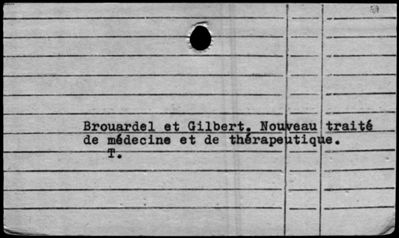 Brouardel et Gilbert. Nouveau traité
de médecine et de thérapeutique.
T.